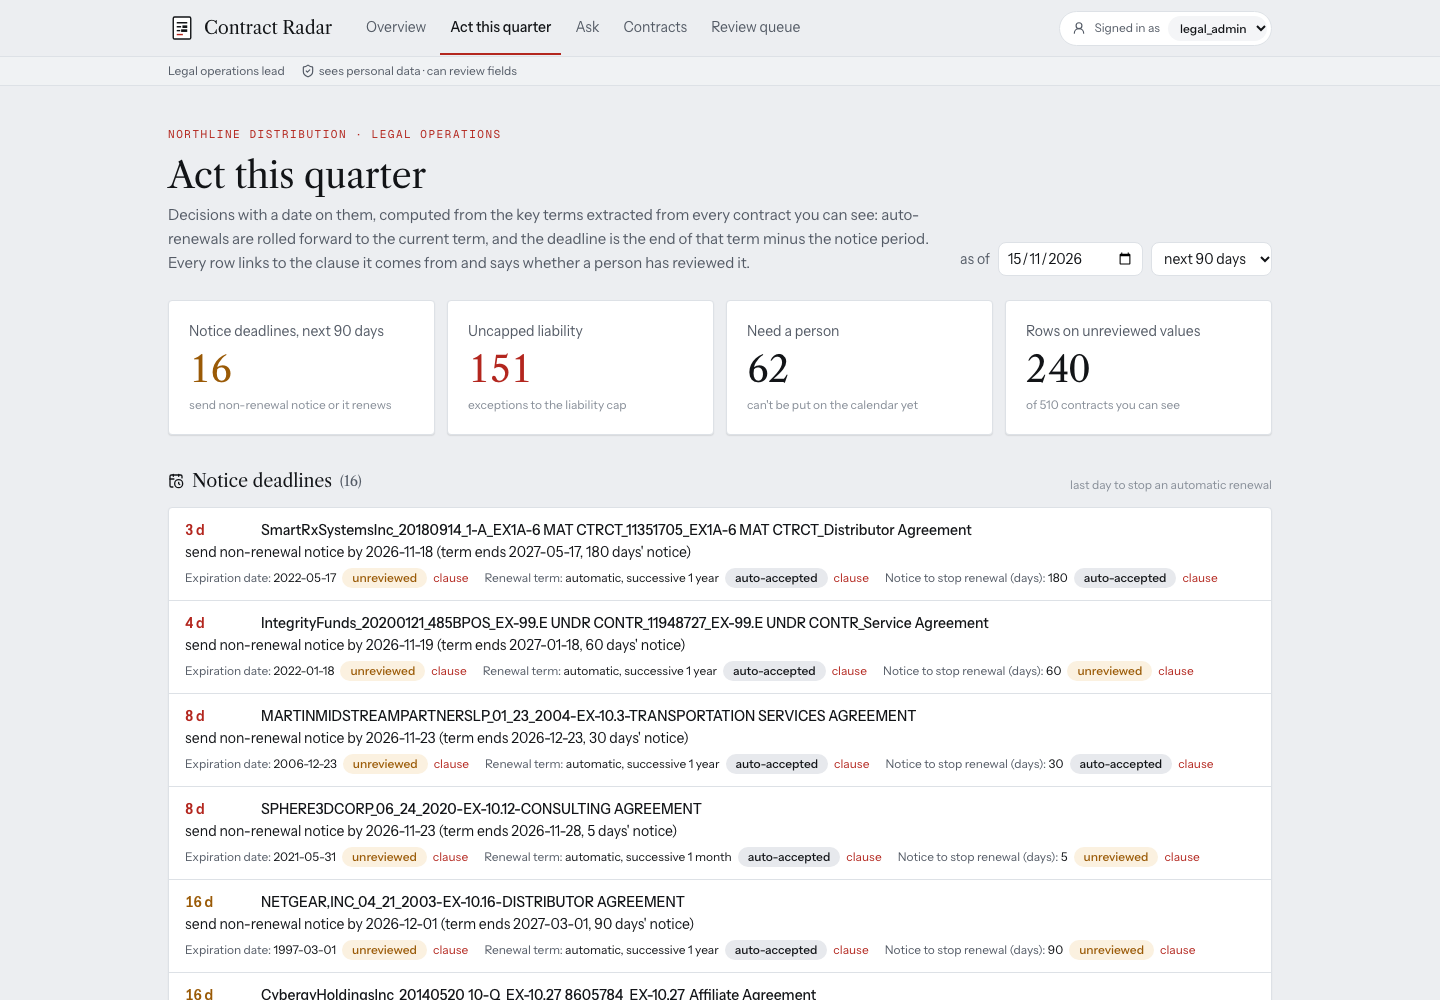 Contract Radar
Overview
Act this quarter
Ask
Contracts
Review queue
Signed in as legal_admin
Legal operations lead
sees personal data · can review fields
NORTHLINE DISTRIBUTION · LEGAL OPERATIONS
Act this quarter
Decisions with a date on them, computed from the key terms extracted from every contract you can see: auto-
renewals are rolled forward to the current term, and the deadline is the end of that term minus the notice period.
Every row links to the clause it comes from and says whether a person has reviewed it.
as of 15/11/2026 next 90 days
Notice deadlines, next 90 days
16
send non-renewal notice or it renews
Uncapped liability
151
exceptions to the liability cap
Need a person
62
can't be put on the calendar yet
Rows on unreviewed values
240
of 510 contracts you can see
Notice deadlines (16)
last day to stop an automatic renewal
3 d SmartRxSystemsInc_20180914_1-A_EX1A-6 MAT CTRCT_11351705_EX1A-6 MAT CTRCT_Distributor Agreement
send non-renewal notice by 2026-11-18 (term ends 2027-05-17, 180 days' notice)
Expiration date: 2022-05-17 unreviewed clause Renewal term: automatic, successive 1 year auto-accepted clause Notice to stop renewal (days): 180 auto-accepted clause
4 d IntegrityFunds_20200121_485BPOS_EX-99.E UNDR CONTR_11948727_EX-99.E UNDR CONTR_Service Agreement
send non-renewal notice by 2026-11-19 (term ends 2027-01-18, 60 days' notice)
Expiration date: 2022-01-18 unreviewed clause Renewal term: automatic, successive 1 year auto-accepted clause Notice to stop renewal (days): 60 unreviewed clause
8 d MARTINMIDSTREAMPARTNERSLP_01_23_2004-EX-10.3-TRANSPORTATION SERVICES AGREEMENT
send non-renewal notice by 2026-11-23 (term ends 2026-12-23, 30 days' notice)
Expiration date: 2006-12-23 unreviewed clause Renewal term: automatic, successive 1 year auto-accepted clause Notice to stop renewal (days): 30 auto-accepted clause
8 d SPHERE3DCORP_06_24_2020-EX-10.12-CONSULTING AGREEMENT
send non-renewal notice by 2026-11-23 (term ends 2026-11-28, 5 days' notice)
Expiration date: 2021-05-31 unreviewed clause Renewal term: automatic, successive 1 month auto-accepted clause Notice to stop renewal (days): 5 unreviewed clause
16 d NETGEAR,INC_04_21_2003-EX-10.16-DISTRIBUTOR AGREEMENT
send non-renewal notice by 2026-12-01 (term ends 2027-03-01, 90 days' notice)
Expiration date: 1997-03-01 unreviewed clause Renewal term: automatic, successive 1 year auto-accepted clause Notice to stop renewal (days): 90 unreviewed clause
16 d CybergyHoldingsInc_20140520_10-Q_EX-10.27_8605784_EX-10.27_Affiliate Agreement